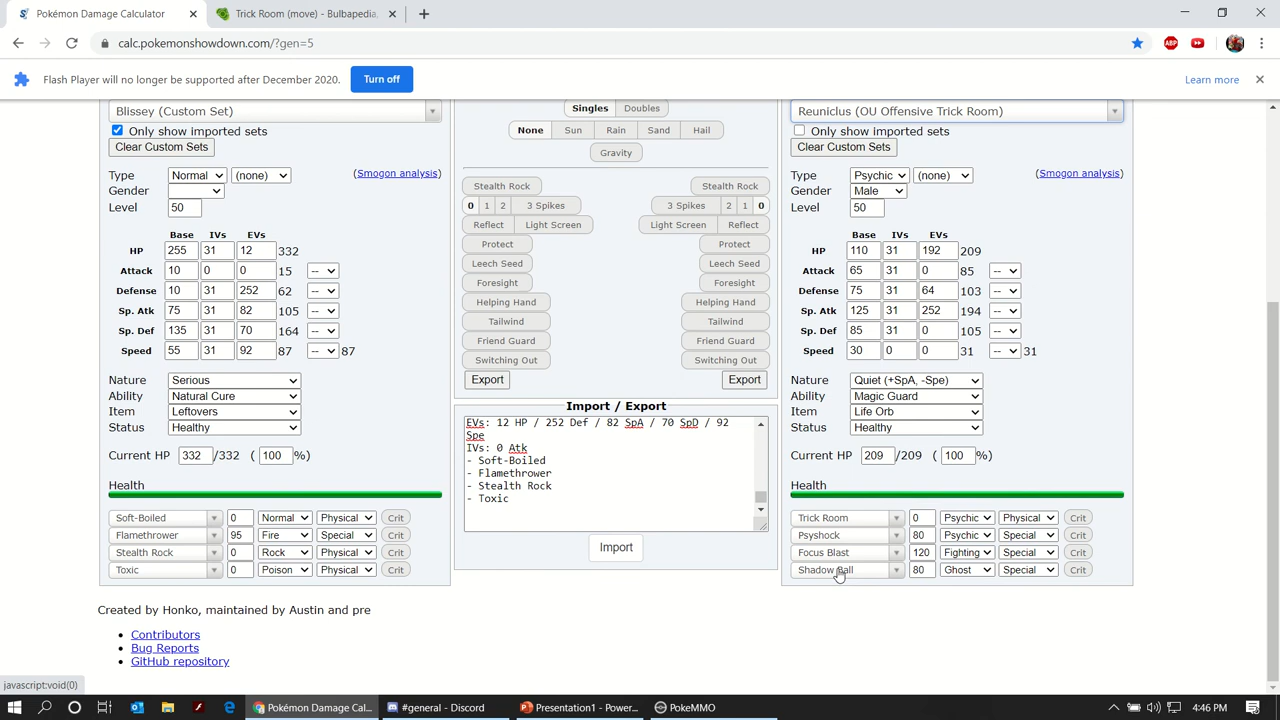 Pokémon Damage Calculator
Trick Room (move) - Bulbapedia,
calc.pokemonshowdown.com/?gen=5
ABP
Flash Player will no longer be supported after December 2020. Turn off Learn more
Blissey (Custom Set)
Only show imported sets
Clear Custom Sets
Type Normal (none) (Smogon analysis)
Gender
Level 50
Base IVs EVs
HP 255 31 12 332
Attack 10 0 0 15 --
Defense 10 0 252 62 --
Sp. Atk 75 31 82 105 --
Sp. Def 135 31 70 164 --
Speed 55 31 92 87 -- 87
Nature Serious
Ability Natural Cure
Item Leftovers
Status Healthy
Current HP 332 /332 ( 100 %)
Health
Soft-Boiled 0 Normal Physical Crit
Flamethrower 95 Fire Special Crit
Stealth Rock 0 Rock Physical Crit
Toxic 0 Poison Physical Crit
Singles Doubles
None Sun Rain Sand Hail
Gravity
Stealth Rock Stealth Rock
0 1 2 3 Spikes 3 Spikes 2 1 0
Reflect Light Screen Light Screen Reflect
Protect Protect
Leech Seed Leech Seed
Foresight Foresight
Helping Hand Helping Hand
Tailwind Tailwind
Friend Guard Friend Guard
Switching Out Switching Out
Export Export
Import / Export
EVs: 12 HP / 252 Def / 82 SpA / 70 SpD / 92
Spe
IVs: 0 Atk
- Soft-Boiled
- Flamethrower
- Stealth Rock
- Toxic
Import
Reuniclus (OU Offensive Trick Room)
Only show imported sets
Clear Custom Sets
Type Psychic (none) (Smogon analysis)
Gender Male
Level 50
Base IVs EVs
HP 110 31 192 209
Attack 65 31 0 85 --
Defense 75 31 64 103 --
Sp. Atk 125 31 252 194 --
Sp. Def 85 31 0 105 --
Speed 30 0 0 31 -- 31
Nature Quiet (+SpA, -Spe)
Ability Magic Guard
Item Life Orb
Status Healthy
Current HP 209 /209 ( 100 %)
Health
Trick Room 0 Psychic Physical Crit
Psyshock 80 Psychic Special Crit
Focus Blast 120 Fighting Special Crit
Shadow Ball 80 Ghost Special Crit
Created by Honko, maintained by Austin and pre
Contributors
Bug Reports
GitHub repository
javascript:void(0)
Pokémon Damage Cal...
#general - Discord
Presentation1 - Powe...
PokeMMO
4:46 PM